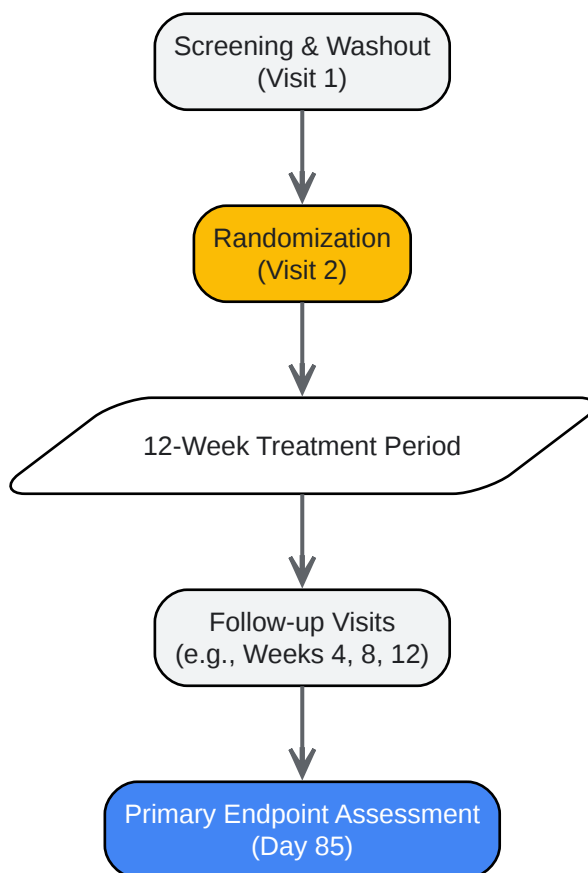 Screening & Washout
(Visit 1)
Randomization
(Visit 2)
12-Week Treatment Period
Follow-up Visits
(e.g., Weeks 4, 8, 12)
Primary Endpoint Assessment
(Day 85)